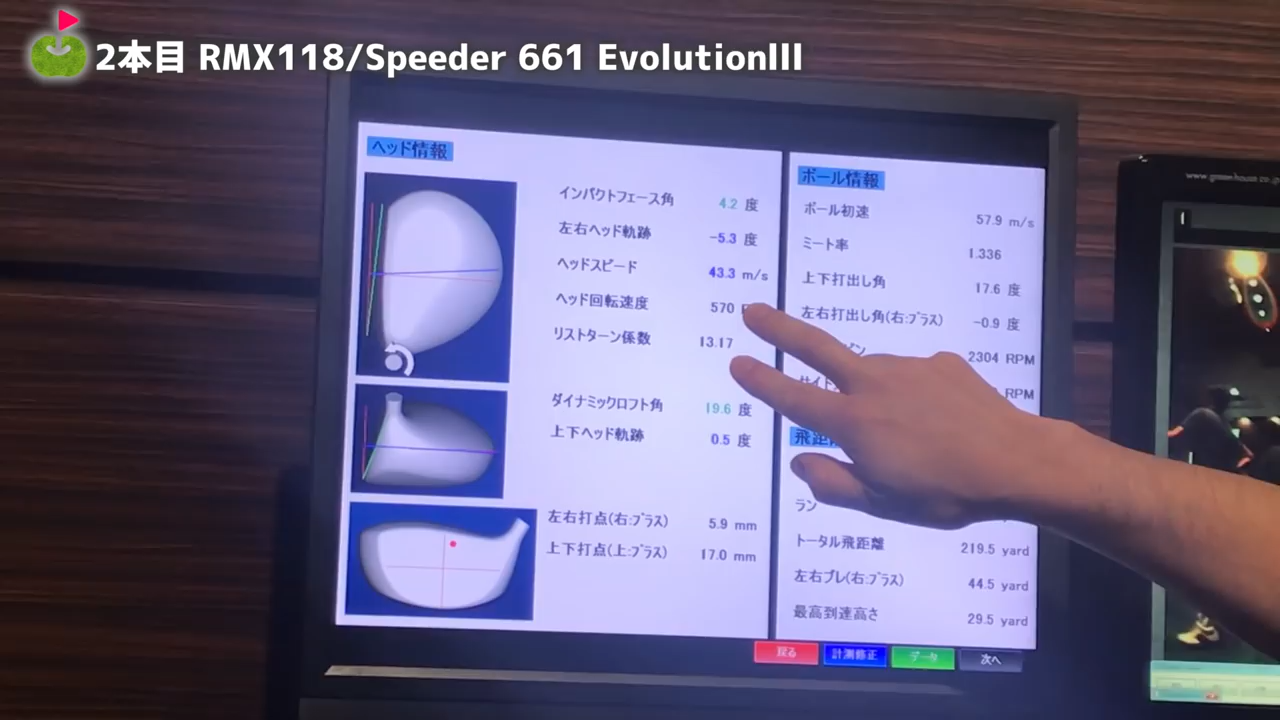 2本目 RMX118/Speeder 661 EvolutionIII
ヘッド情報
インパクトフェース角 4.2 度
左右ヘッド軌跡 -5.3 度
ヘッドスピード 43.3 m/s
ヘッド回転速度 570
リストターン係数 13.17
ダイナミックロフト角 19.6 度
上下ヘッド軌跡 0.5 度
左右打点(右:プラス) 5.9 mm
上下打点(上:プラス) 17.0 mm
ボール情報
ボール初速 57.9 m/s
ミート率 1.336
上下打出し角 17.6 度
左右打出し角(右:プラス) -0.9 度
2304 RPM
RPM
ラン
トータル飛距離 219.5 yard
左右ブレ(右:プラス) 44.5 yard
最高到達高さ 29.5 yard
戻る
計測修正
データ
次へ